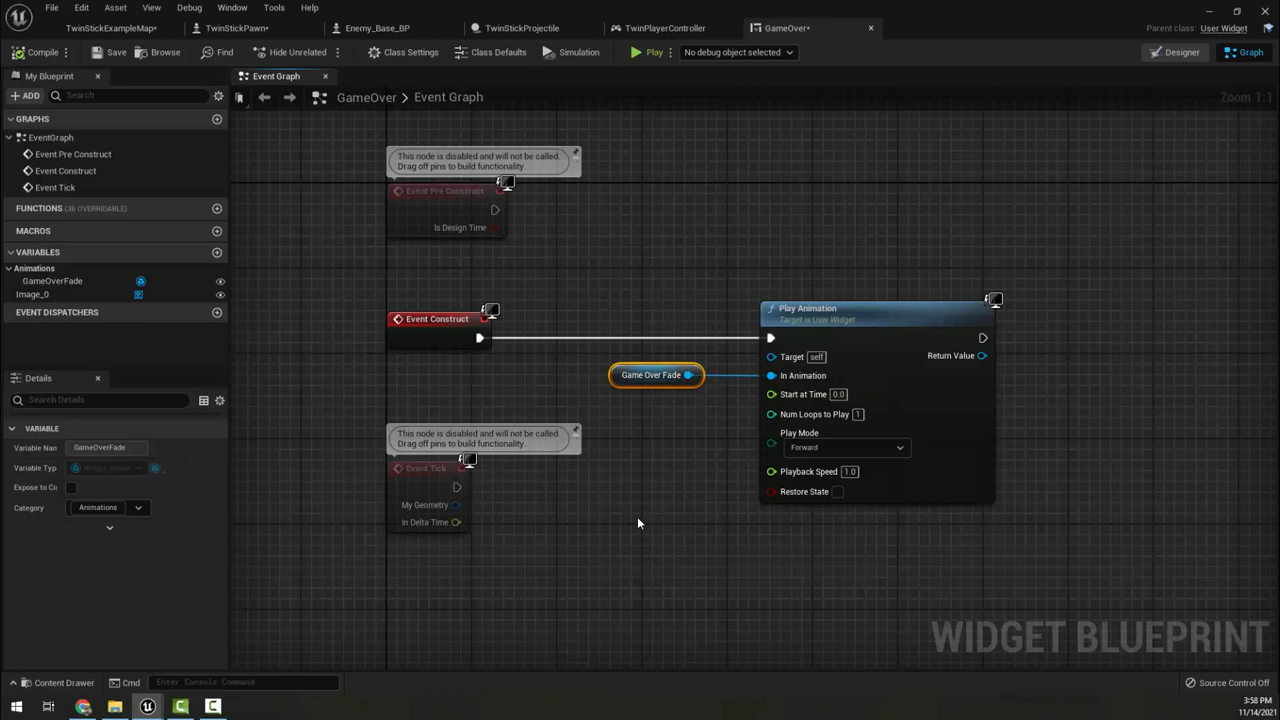 File Edit Asset View Debug Window Tools Help
TwinStickExampleMap• TwinStickPawn• Enemy_Base_BP TwinStickProjectile TwinPlayerController GameOver• Parent class: User Widget
Compile Save Browse Find Hide Unrelated Class Settings Class Defaults Simulation Play No debug object selected Designer Graph
My Blueprint Event Graph
ADD Search GameOver > Event Graph Zoom 1:1
GRAPHS
EventGraph
Event Pre Construct
Event Construct
Event Tick
FUNCTIONS (36 OVERRIDABLE)
MACROS
VARIABLES
Animations
GameOverFade
Image_0
EVENT DISPATCHERS
Details
Search Details
VARIABLE
Variable Nam GameOverFade
Variable Typ
Expose to Ci
Category Animations
This node is disabled and will not be called.
Drag off pins to build functionality.
Event Pre Construct
Is Design Time
Event Construct
Game Over Fade
Play Animation
Target is User Widget
Target self Return Value
In Animation
Start at Time 0.0
Num Loops to Play 1
Play Mode
Forward
Playback Speed 1.0
Restore State
This node is disabled and will not be called.
Drag off pins to build functionality.
Event Tick
My Geometry
In Delta Time
WIDGET BLUEPRINT
Content Drawer Cmd Enter Console Command Source Control Off
3:58 PM
11/14/2021